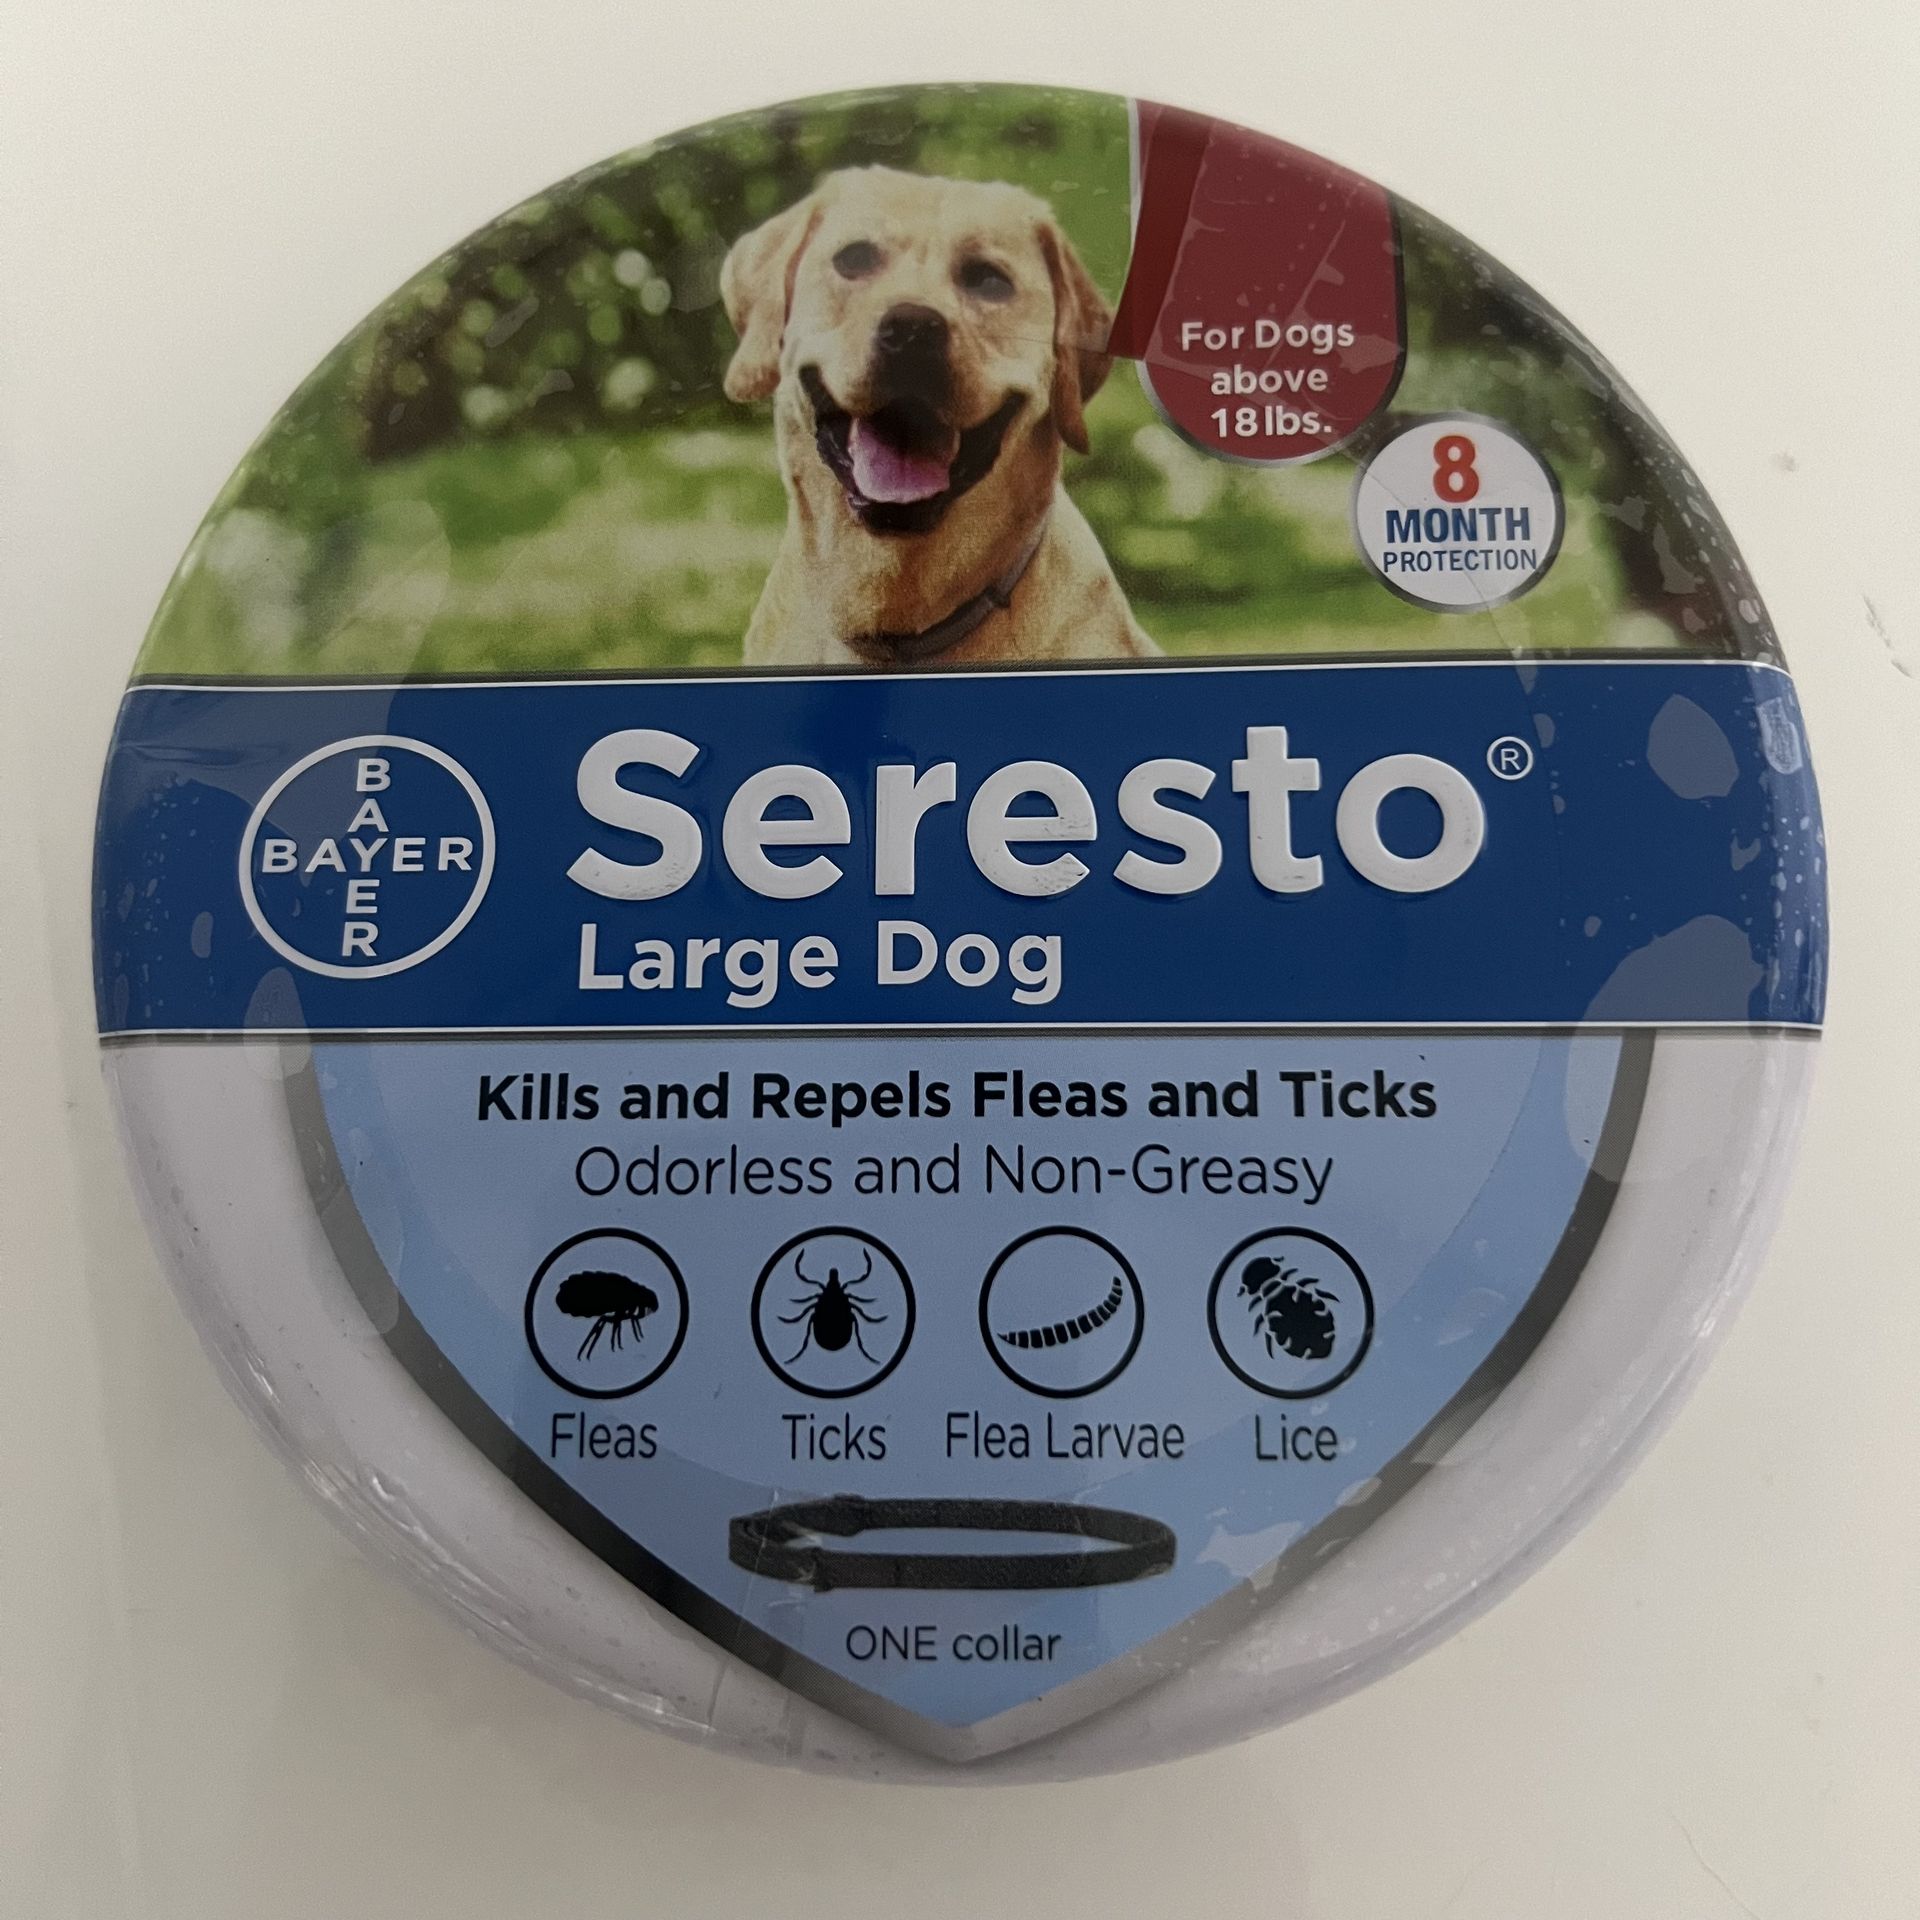 For Dogs
above
18 lbs.
8
MONTH
PROTECTION
BAYER
BAYER
Seresto®
Large Dog
Kills and Repels Fleas and Ticks
Odorless and Non-Greasy
Fleas Ticks Flea Larvae Lice
ONE collar